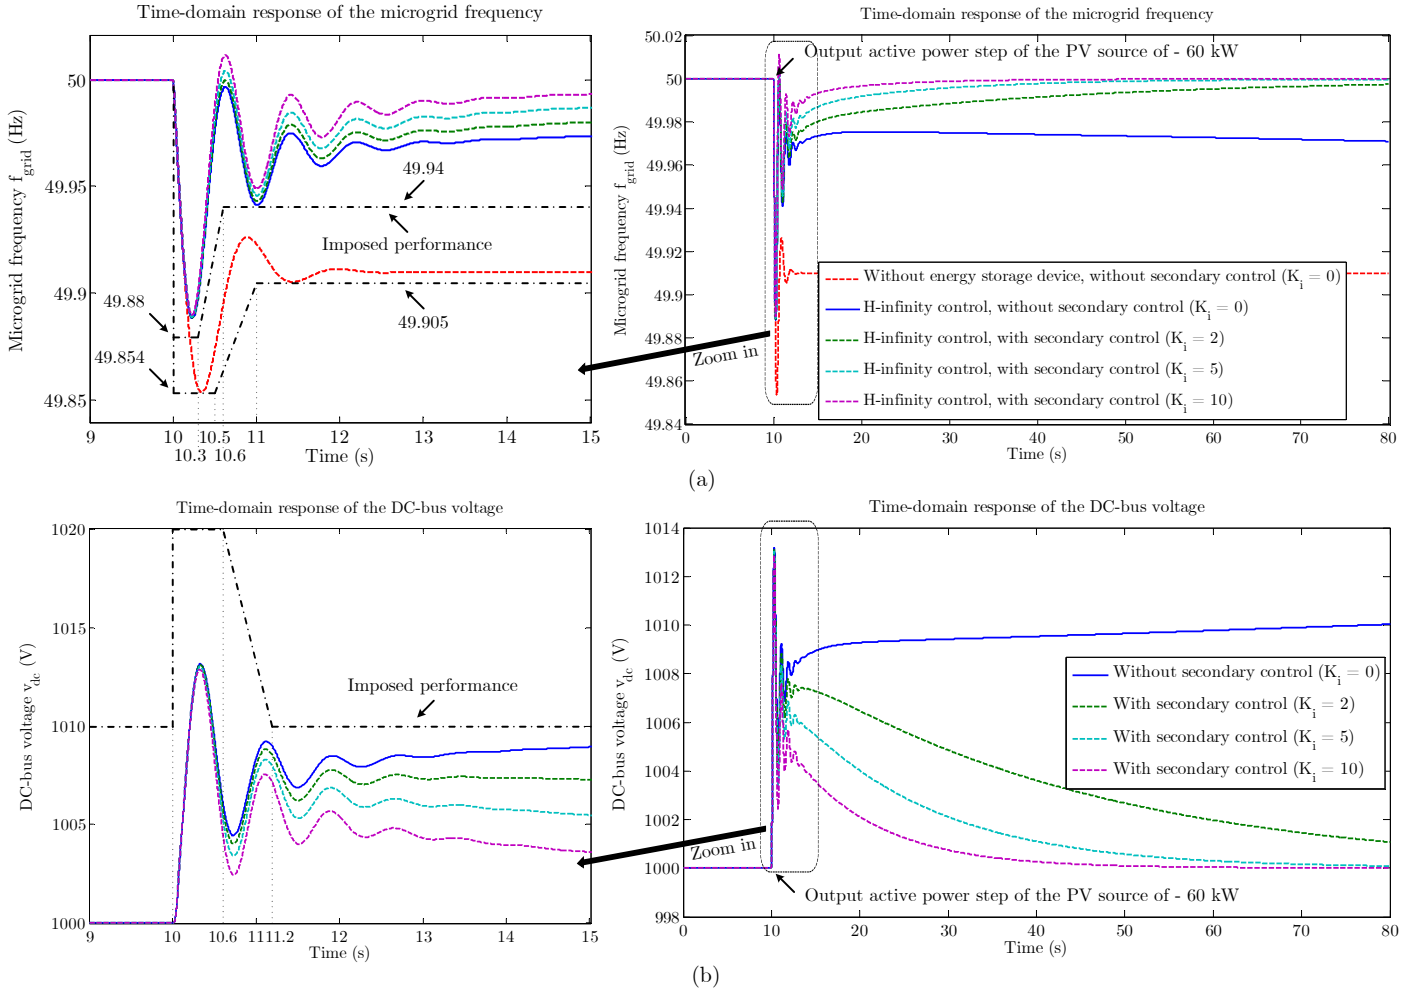 Time-domain response of the microgrid frequency
Microgrid frequency f_grid (Hz)
50
49.95
49.9
49.85
49.94
Imposed performance
49.88
49.905
49.854
9
10
10.5
11
12
13
14
15
10.3
10.6
Time (s)
Time-domain response of the microgrid frequency
Microgrid frequency f_grid (Hz)
50.02
50
49.98
49.96
49.94
49.92
49.9
49.88
49.86
49.84
Output active power step of the PV source of - 60 kW
Without energy storage device, without secondary control (K_i = 0)
H-infinity control, without secondary control (K_i = 0)
H-infinity control, with secondary control (K_i = 2)
H-infinity control, with secondary control (K_i = 5)
H-infinity control, with secondary control (K_i = 10)
Zoom in
0
10
20
30
40
50
60
70
80
Time (s)
(a)
Time-domain response of the DC-bus voltage
DC-bus voltage v_dc (V)
1020
1015
1010
1005
1000
Imposed performance
9
10
10.6
11
11.2
12
13
14
15
Time (s)
Time-domain response of the DC-bus voltage
DC-bus voltage v_dc (V)
1014
1012
1010
1008
1006
1004
1002
1000
998
Without secondary control (K_i = 0)
With secondary control (K_i = 2)
With secondary control (K_i = 5)
With secondary control (K_i = 10)
Zoom in
Output active power step of the PV source of - 60 kW
0
10
20
30
40
50
60
70
80
Time (s)
(b)